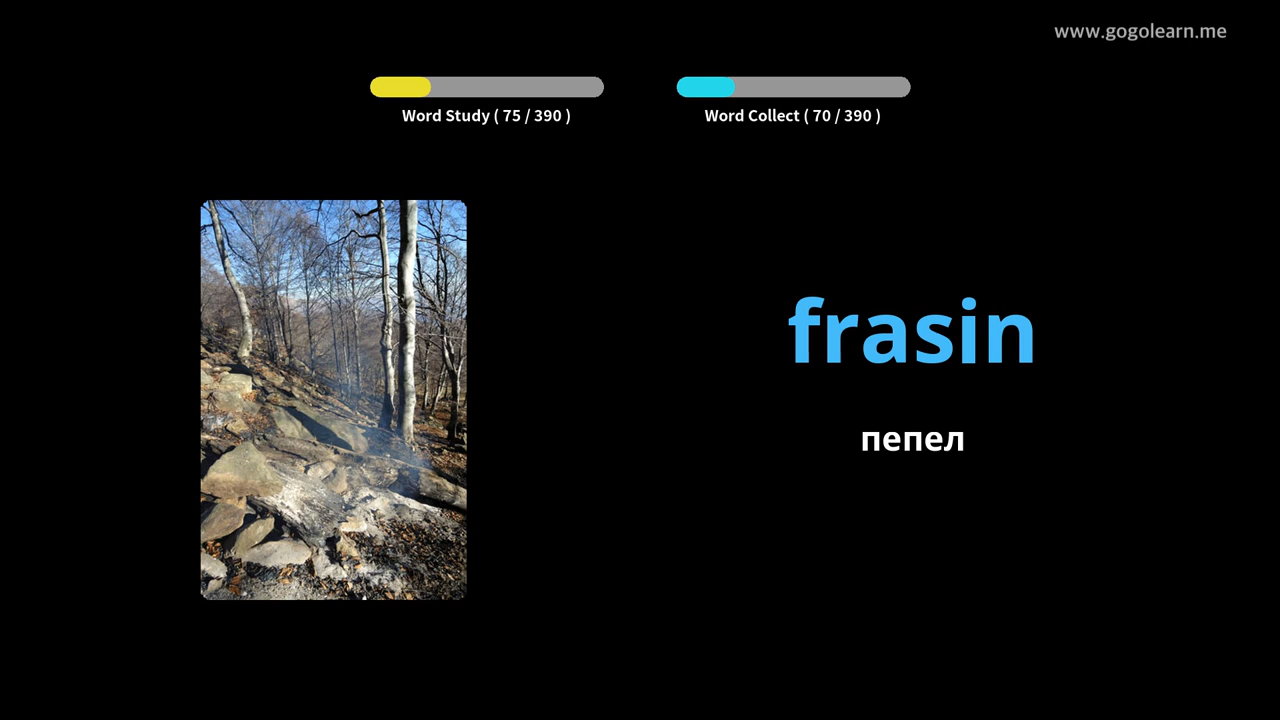 www.gogolearn.me
Word Study ( 75 / 390 )
Word Collect ( 70 / 390 )
frasin
пепел